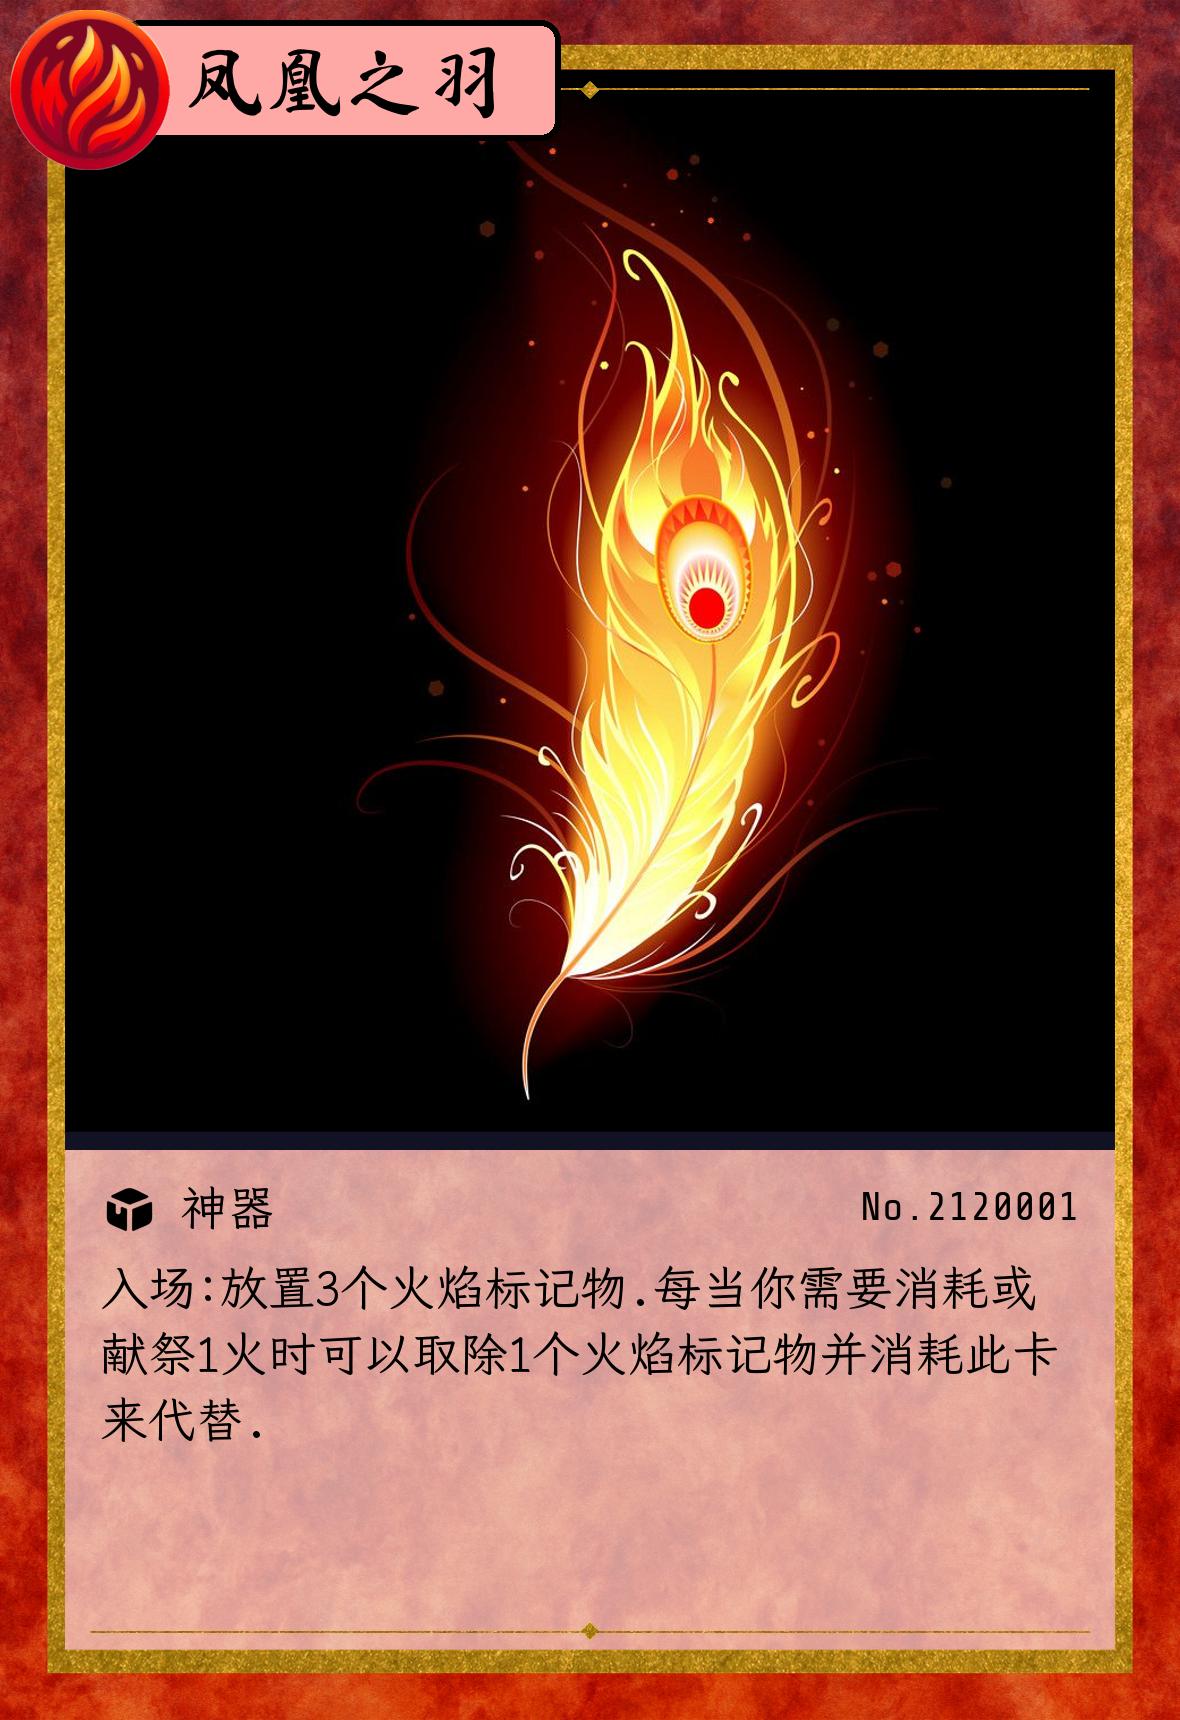 凤凰之羽
神器
No.2120001
入场:放置3个火焰标记物.每当你需要消耗或
献祭1火时可以取除1个火焰标记物并消耗此卡
来代替.